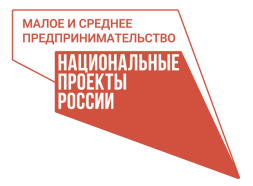 МАЛОЕ И СРЕДНЕЕ
ПРЕДПРИНИМАТЕЛЬСТВО
НАЦИОНАЛЬНЫЕ
ПРОЕКТЫ
РОССИИ